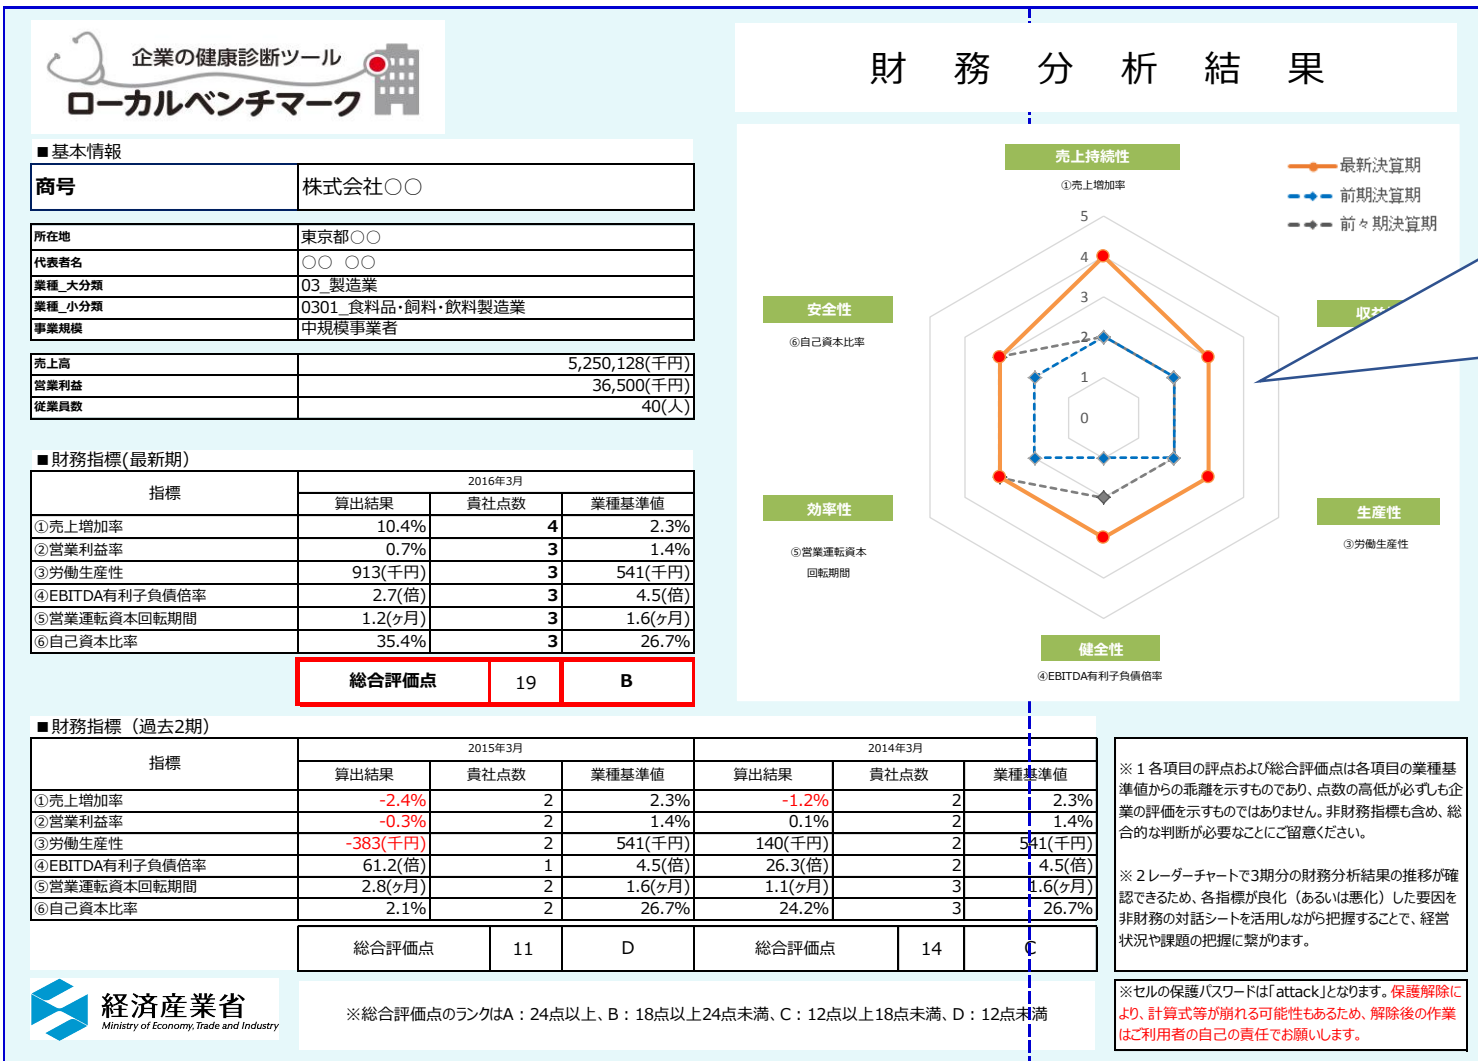 企業の健康診断ツール
ローカルベンチマーク
財務分析結果
■基本情報
商号 株式会社○○
所在地 東京都○○
代表者名 ○○ ○○
業種_大分類 03_製造業
業種_小分類 0301_食料品・飼料・飲料製造業
事業規模 中規模事業者
売上高 5,250,128(千円)
営業利益 36,500(千円)
従業員数 40(人)
■財務指標(最新期)
指標 2016年3月
算出結果 貴社点数 業種基準値
①売上増加率 10.4% 4 2.3%
②営業利益率 0.7% 3 1.4%
③労働生産性 913(千円) 3 541(千円)
④EBITDA有利子負債倍率 2.7(倍) 3 4.5(倍)
⑤営業運転資本回転期間 1.2(ヶ月) 3 1.6(ヶ月)
⑥自己資本比率 35.4% 3 26.7%
総合評価点 19 B
売上持続性
①売上増加率
最新決算期
前期決算期
前々期決算期
5
4
3
2
1
0
安全性
⑥自己資本比率
収益
効率性
⑤営業運転資本
回転期間
生産性
③労働生産性
健全性
④EBITDA有利子負債倍率
■財務指標（過去2期）
指標 2015年3月 2014年3月
算出結果 貴社点数 業種基準値 算出結果 貴社点数 業種基準値
①売上増加率 -2.4% 2 2.3% -1.2% 2 2.3%
②営業利益率 -0.3% 2 1.4% 0.1% 2 1.4%
③労働生産性 -383(千円) 2 541(千円) 140(千円) 2 541(千円)
④EBITDA有利子負債倍率 61.2(倍) 1 4.5(倍) 26.3(倍) 2 4.5(倍)
⑤営業運転資本回転期間 2.8(ヶ月) 2 1.6(ヶ月) 1.1(ヶ月) 3 1.6(ヶ月)
⑥自己資本比率 2.1% 2 26.7% 24.2% 3 26.7%
総合評価点 11 D 総合評価点 14 C
※１各項目の評点および総合評価点は各項目の業種基
準値からの乖離を示すものであり、点数の高低が必ずしも企
業の評価を示すものではありません。非財務指標も含め、総
合的な判断が必要なことにご留意ください。
※２レーダーチャートで3期分の財務分析結果の推移が確
認できるため、各指標が良化（あるいは悪化）した要因を
非財務の対話シートを活用しながら把握することで、経営
状況や課題の把握に繋がります。
経済産業省
Ministry of Economy, Trade and Industry
※総合評価点のランクはA：24点以上、B：18点以上24点未満、C：12点以上18点未満、D：12点未満
※セルの保護パスワードは「attack」となります。保護解除に
より、計算式等が崩れる可能性もあるため、解除後の作業
はご利用者の自己の責任でお願いします。